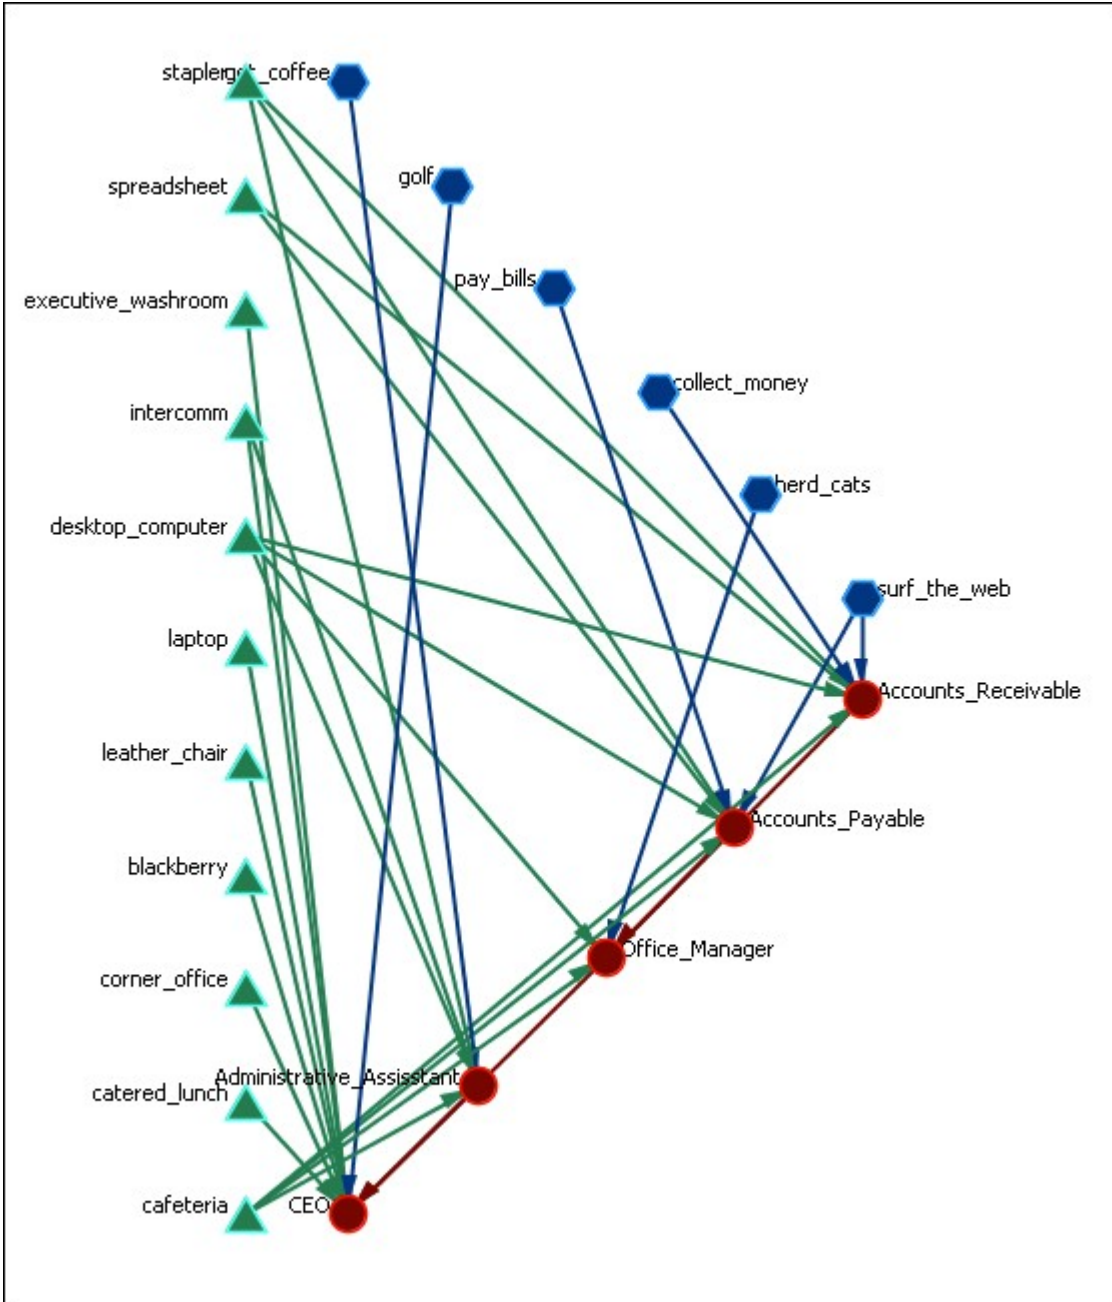 stapler
get_coffee
spreadsheet
golf
pay_bills
executive_washroom
collect_money
intercomm
herd_cats
desktop_computer
surf_the_web
laptop
Accounts_Receivable
leather_chair
Accounts_Payable
blackberry
Office_Manager
corner_office
Administrative_Assisstant
catered_lunch
cafeteria
CEO